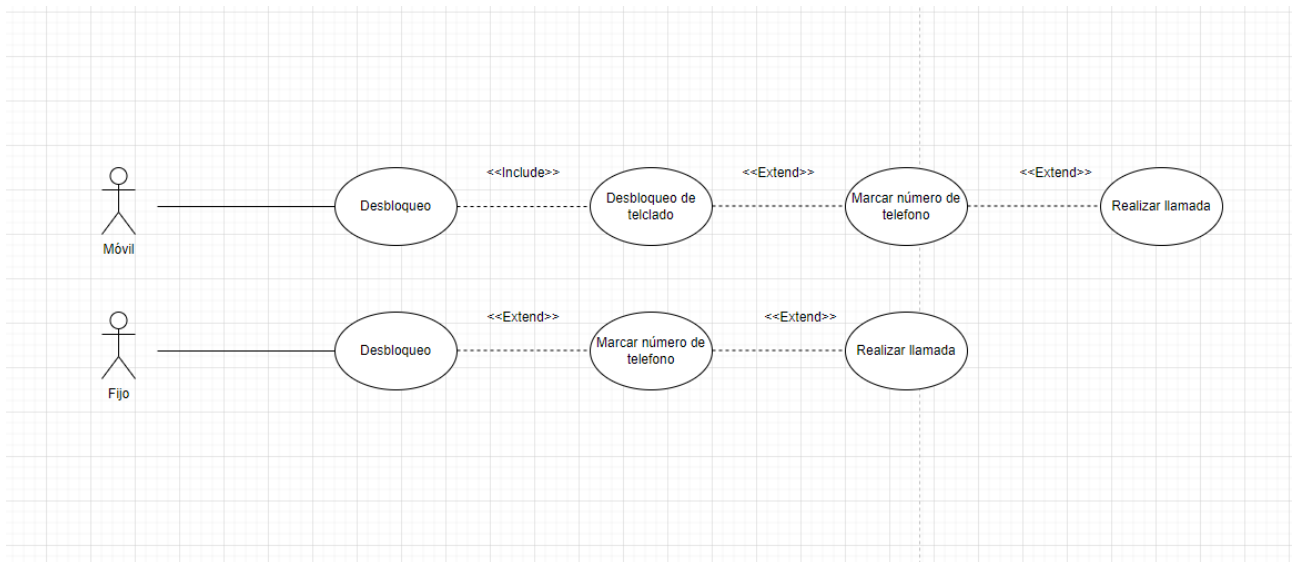 <<Include>>
<<Extend>>
<<Extend>>
Desbloqueo
Desbloqueo de
telclado
Marcar número de
telefono
Realizar llamada
Móvil
<<Extend>>
<<Extend>>
Desbloqueo
Marcar número de
telefono
Realizar llamada
Fijo